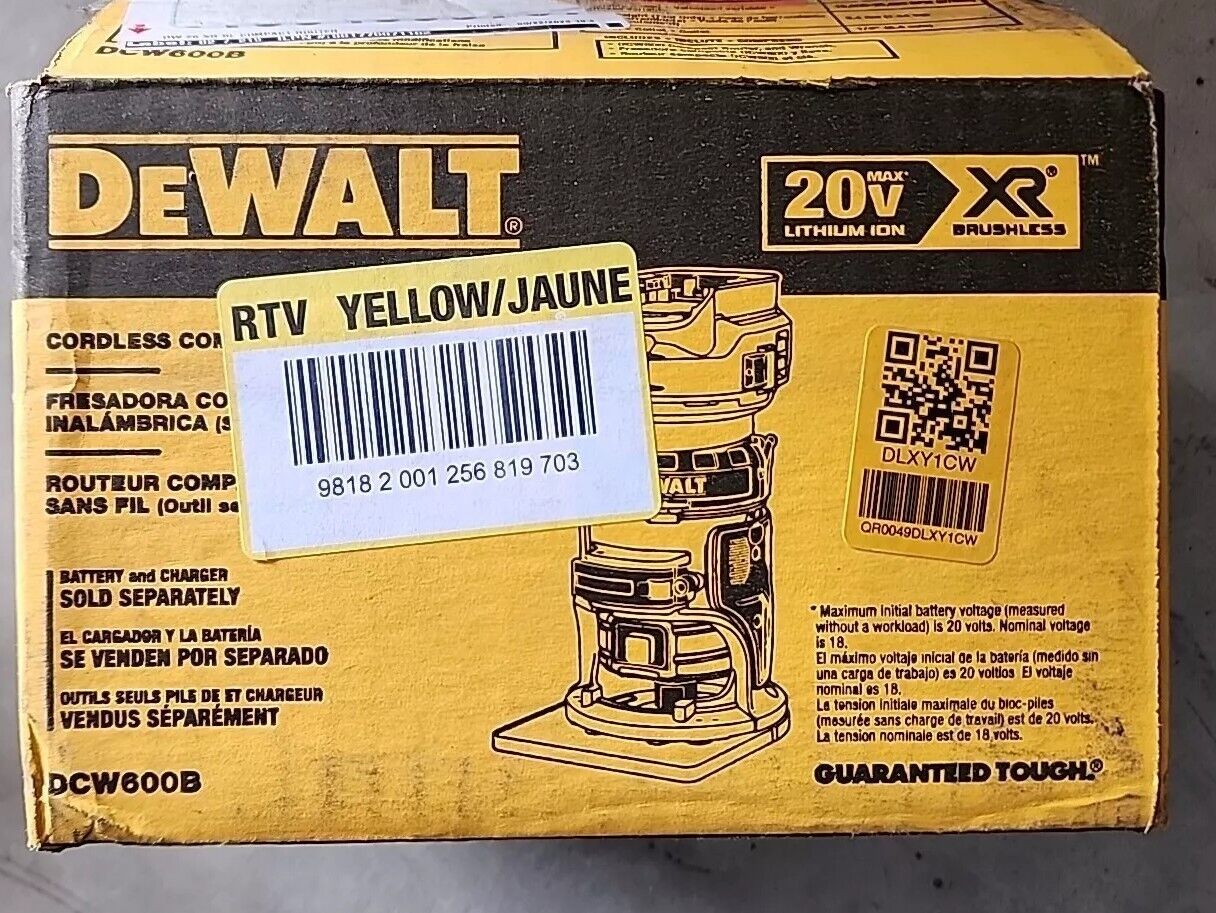 DCW600B
DEWALT®
20V MAX*
LITHIUM ION
XR®
BRUSHLESS
TM
RTV YELLOW/JAUNE
9818 2 001 256 819 703
CORDLESS
FRESADORA
INALÁMBRICA
ROUTEUR
SANS FIL (Outil
DLXY1CW
QR0049DLXY1CW
BATTERY and CHARGER
SOLD SEPARATELY
EL CARGADOR Y LA BATERÍA
SE VENDEN POR SEPARADO
OUTILS SEULS PILE DE ET CHARGEUR
VENDUS SÉPARÉMENT
DCW600B
* Maximum initial battery voltage (measured
without a workload) is 20 volts. Nominal voltage
is 18.
El máximo voltaje inicial de la batería (medido sin
una carga de trabajo) es 20 voltios El voltaje
nominal es 18.
La tension initiale maximale du bloc-piles
(mesurée sans charge de travail) est de 20 volts.
La tension nominale est de 18 volts.
GUARANTEED TOUGH.®